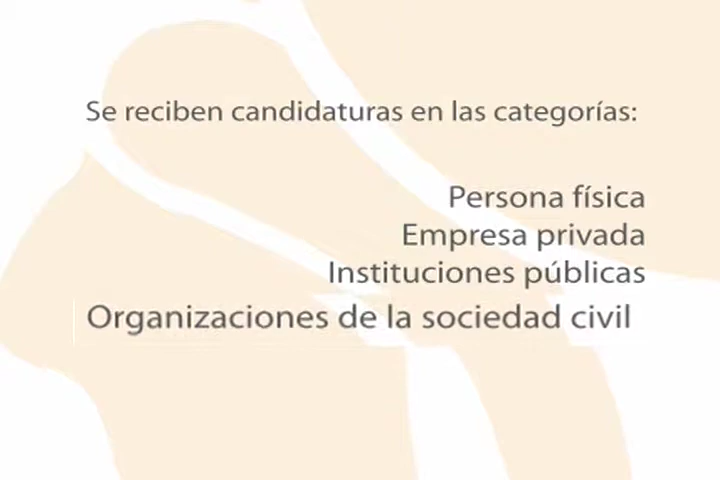 Se reciben candidaturas en las categorías:
Persona física
Empresa privada
Instituciones públicas
Organizaciones de la sociedad civil